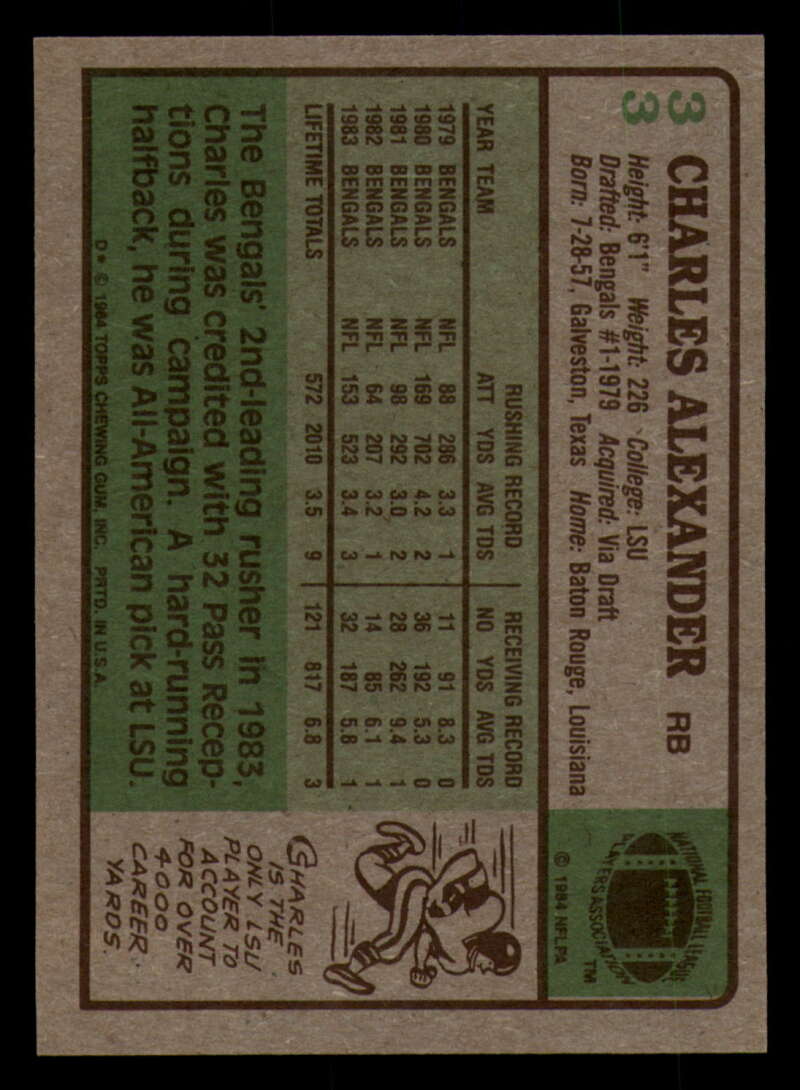 33 CHARLES ALEXANDER RB
Height: 6'1" Weight: 226 College: LSU
Drafted: Bengals #1-1979 Acquired: Via Draft
Born: 7-28-57, Galveston, Texas Home: Baton Rouge, Louisiana
NATIONAL FOOTBALL LEAGUE
PLAYERS ASSOCIATION
TM
© 1984 NFLPA
RUSHING RECORD RECEIVING RECORD
YEAR TEAM ATT YDS AVG TDS NO YDS AVG TDS
1979 BENGALS NFL 88 286 3.3 1 11 91 8.3 0
1980 BENGALS NFL 169 702 4.2 2 36 192 5.3 0
1981 BENGALS NFL 98 292 3.0 2 28 262 9.4 1
1982 BENGALS NFL 64 207 3.2 1 14 85 6.1 1
1983 BENGALS NFL 153 523 3.4 3 32 187 5.8 1
LIFETIME TOTALS 572 2010 3.5 9 121 817 6.8 3
The Bengals' 2nd-leading rusher in 1983,
Charles was credited with 32 Pass Recep-
tions during campaign. A hard-running
halfback, he was All-American pick at LSU.
D* © 1984 TOPPS CHEWING GUM, INC. PRTD. IN U.S.A.
CHARLES
IS THE
ONLY LSU
PLAYER TO
ACCOUNT
FOR OVER
4000
CAREER
YARDS.